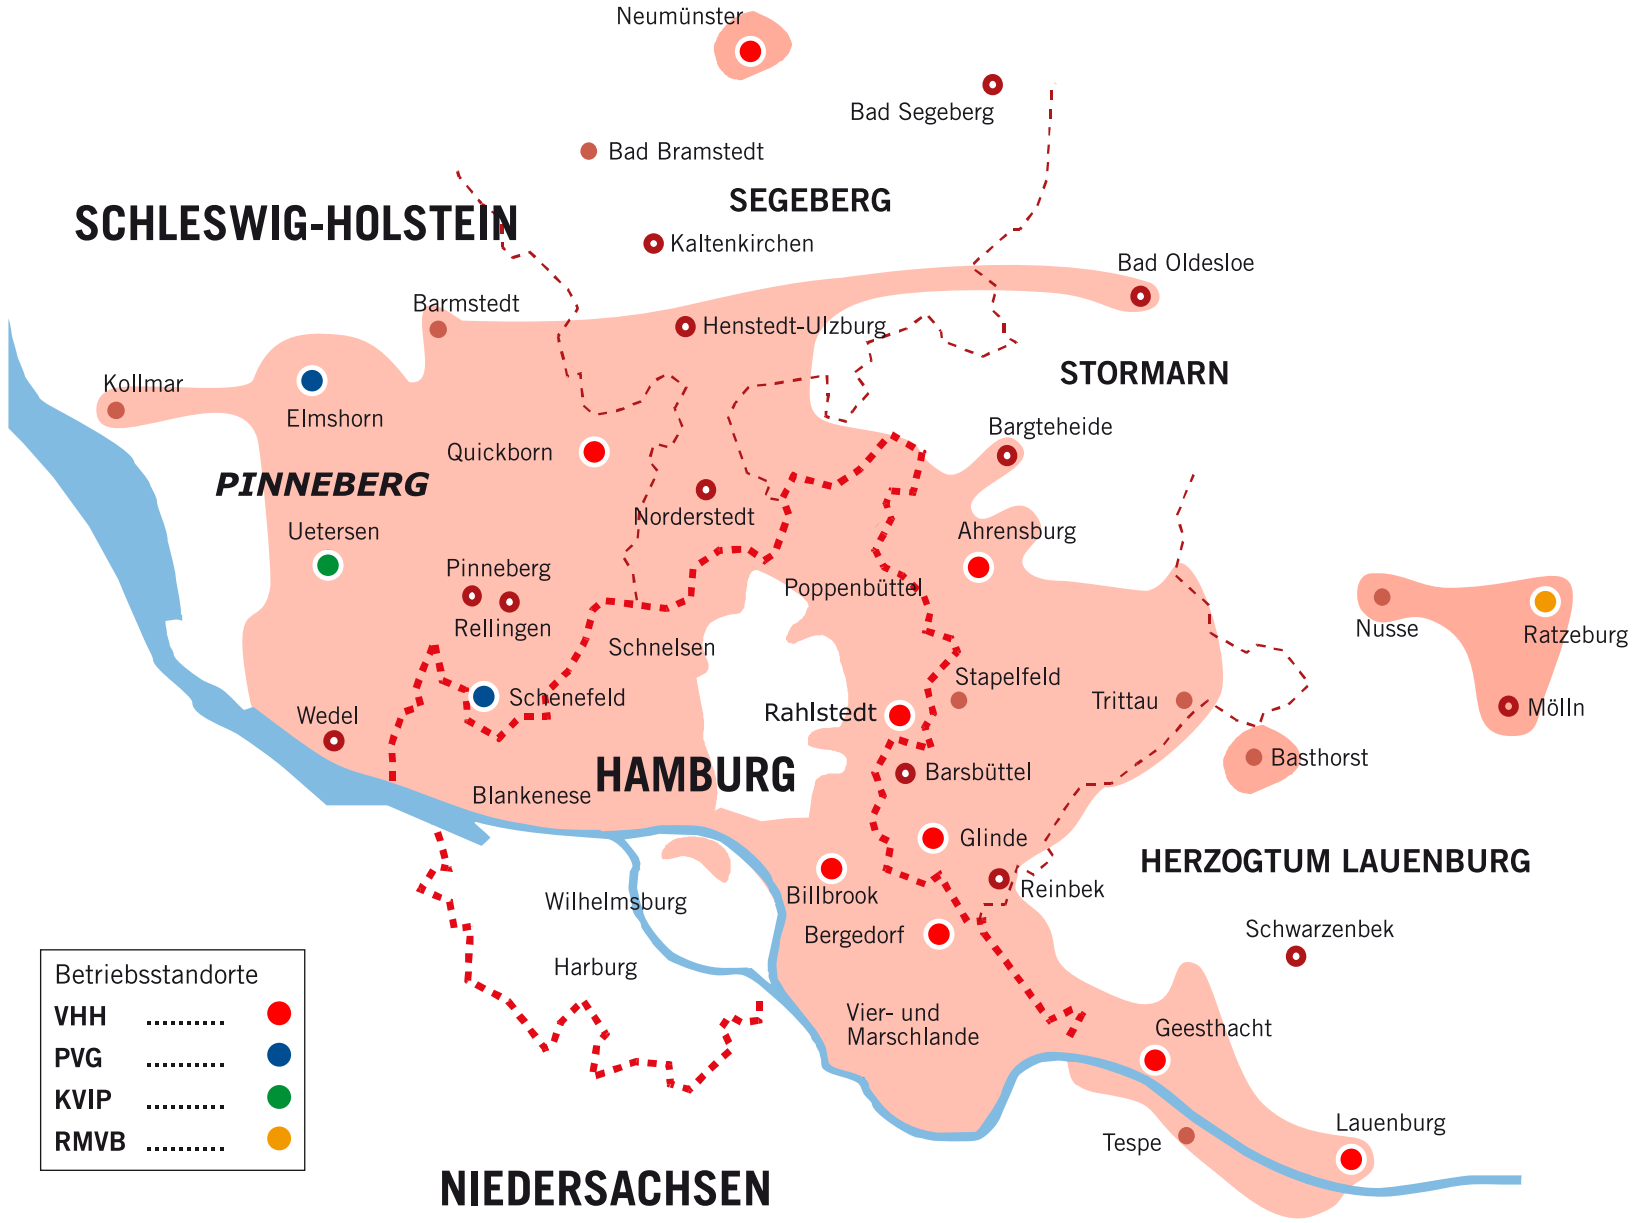 Neumünster
Bad Segeberg
Bad Bramstedt
SEGEBERG
SCHLESWIG-HOLSTEIN
Kaltenkirchen
Bad Oldesloe
Barmstedt
Henstedt-Ulzburg
Kollmar
STORMARN
Elmshorn
Bargteheide
Quickborn
PINNEBERG
Norderstedt
Uetersen
Ahrensburg
Pinneberg
Poppenbüttel
Rellingen
Nusse
Ratzeburg
Schnelsen
Stapelfeld
Schenefeld
Trittau
Wedel
Rahlstedt
Mölln
Basthorst
HAMBURG
Barsbüttel
Blankenese
Glinde
HERZOGTUM LAUENBURG
Reinbek
Billbrook
Wilhelmsburg
Bergedorf
Schwarzenbek
Harburg
Vier- und
Marschlande
Geesthacht
Lauenburg
Tespe
Betriebsstandorte
VHH ..........
PVG ..........
KVIP ..........
RMVB ..........
NIEDERSACHSEN